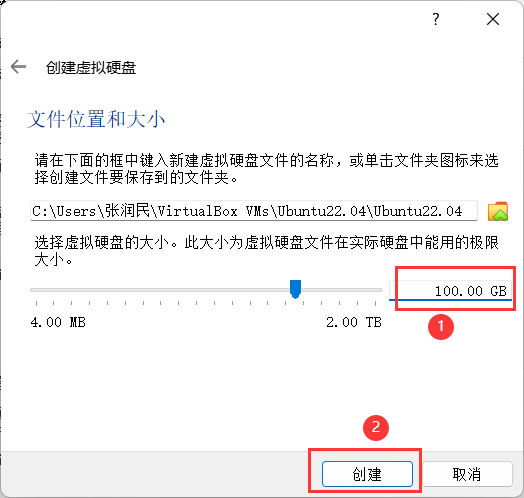 ?
创建虚拟硬盘
文件位置和大小
请在下面的框中键入新建虚拟硬盘文件的名称，或单击文件夹图标来选
择创建文件要保存到的文件夹。
C:\Users\张润民\VirtualBox VMs\Ubuntu22.04\Ubuntu22.04
选择虚拟硬盘的大小。此大小为虚拟硬盘文件在实际硬盘中能用的极限
大小。
100.00 GB
4.00 MB
2.00 TB
1
2
创建
取消